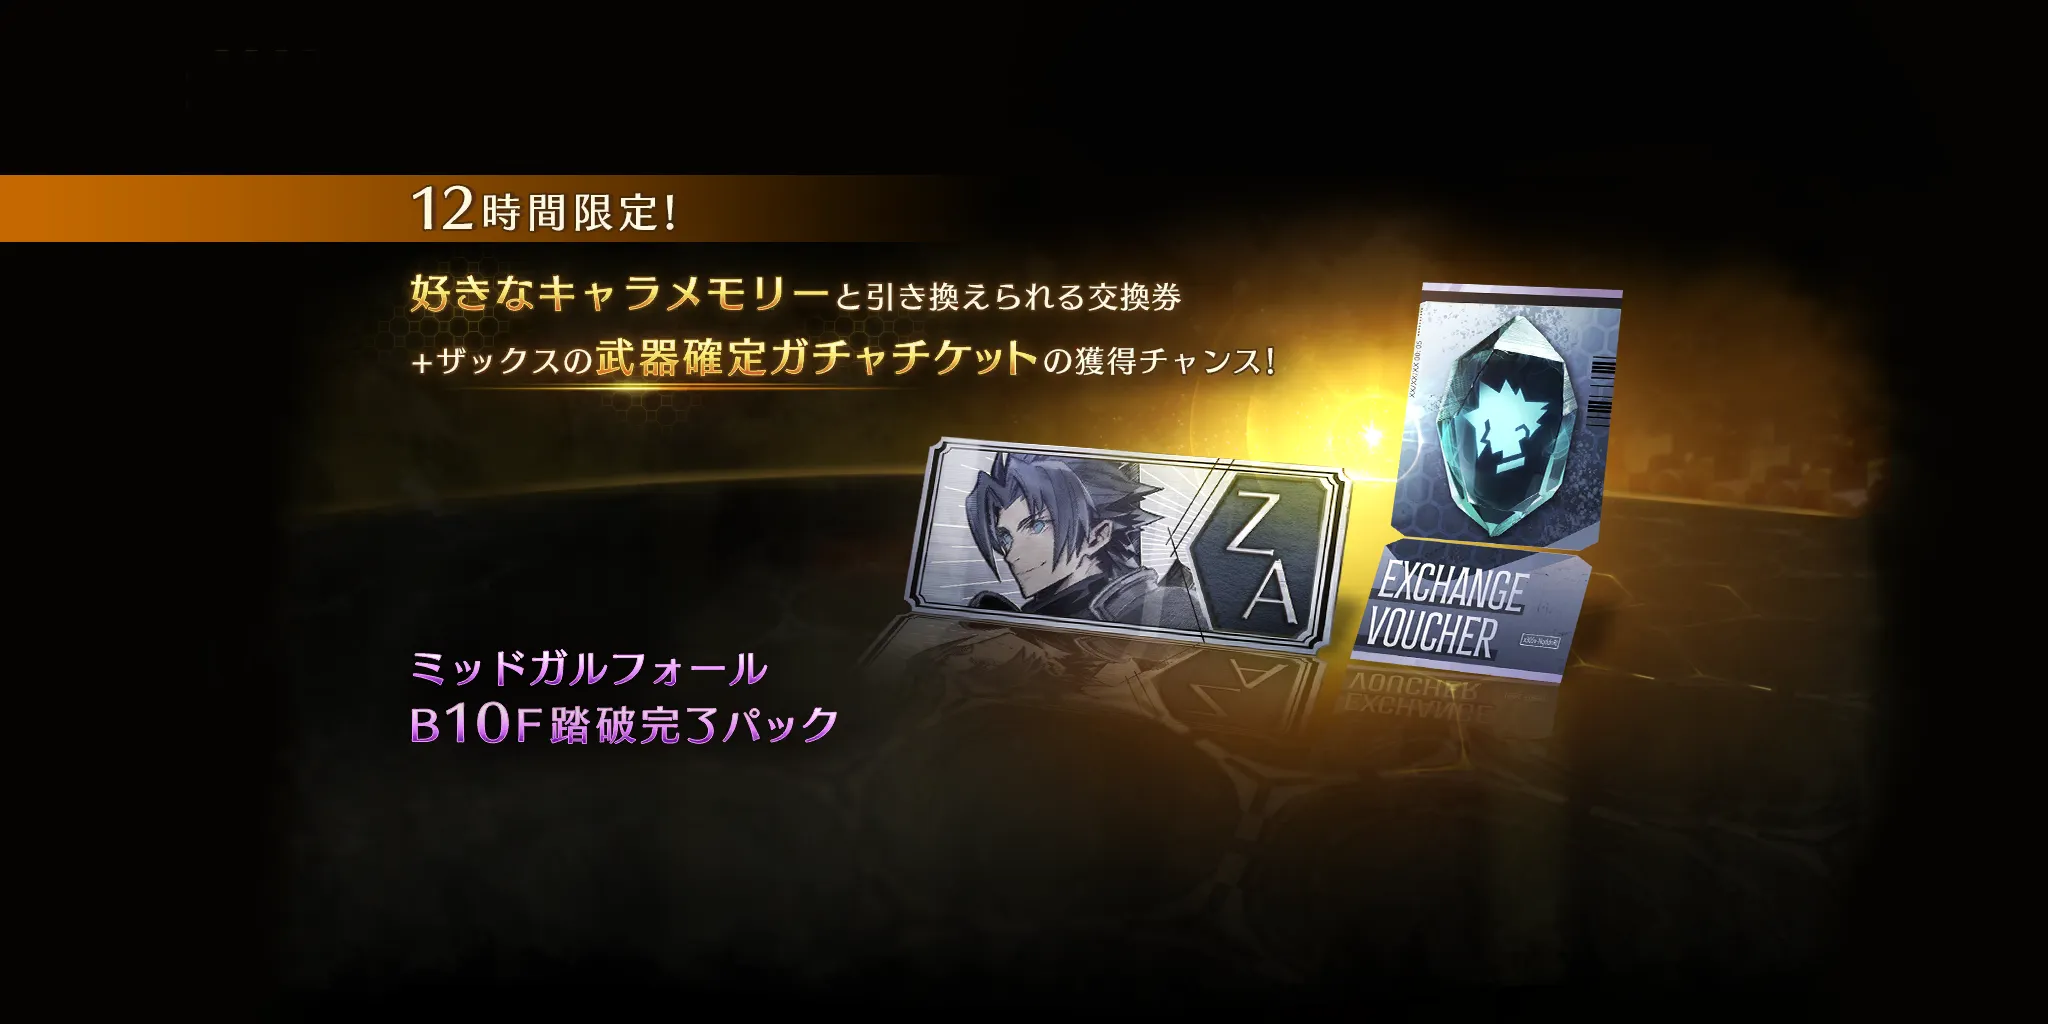 12時間限定!
好きなキャラメモリーと引き換えられる交換券
+ザックスの武器確定ガチャチケットの獲得チャンス!
ZA
EXCHANGE
VOUCHER
ミッドガルフォール
B10F踏破完了パック